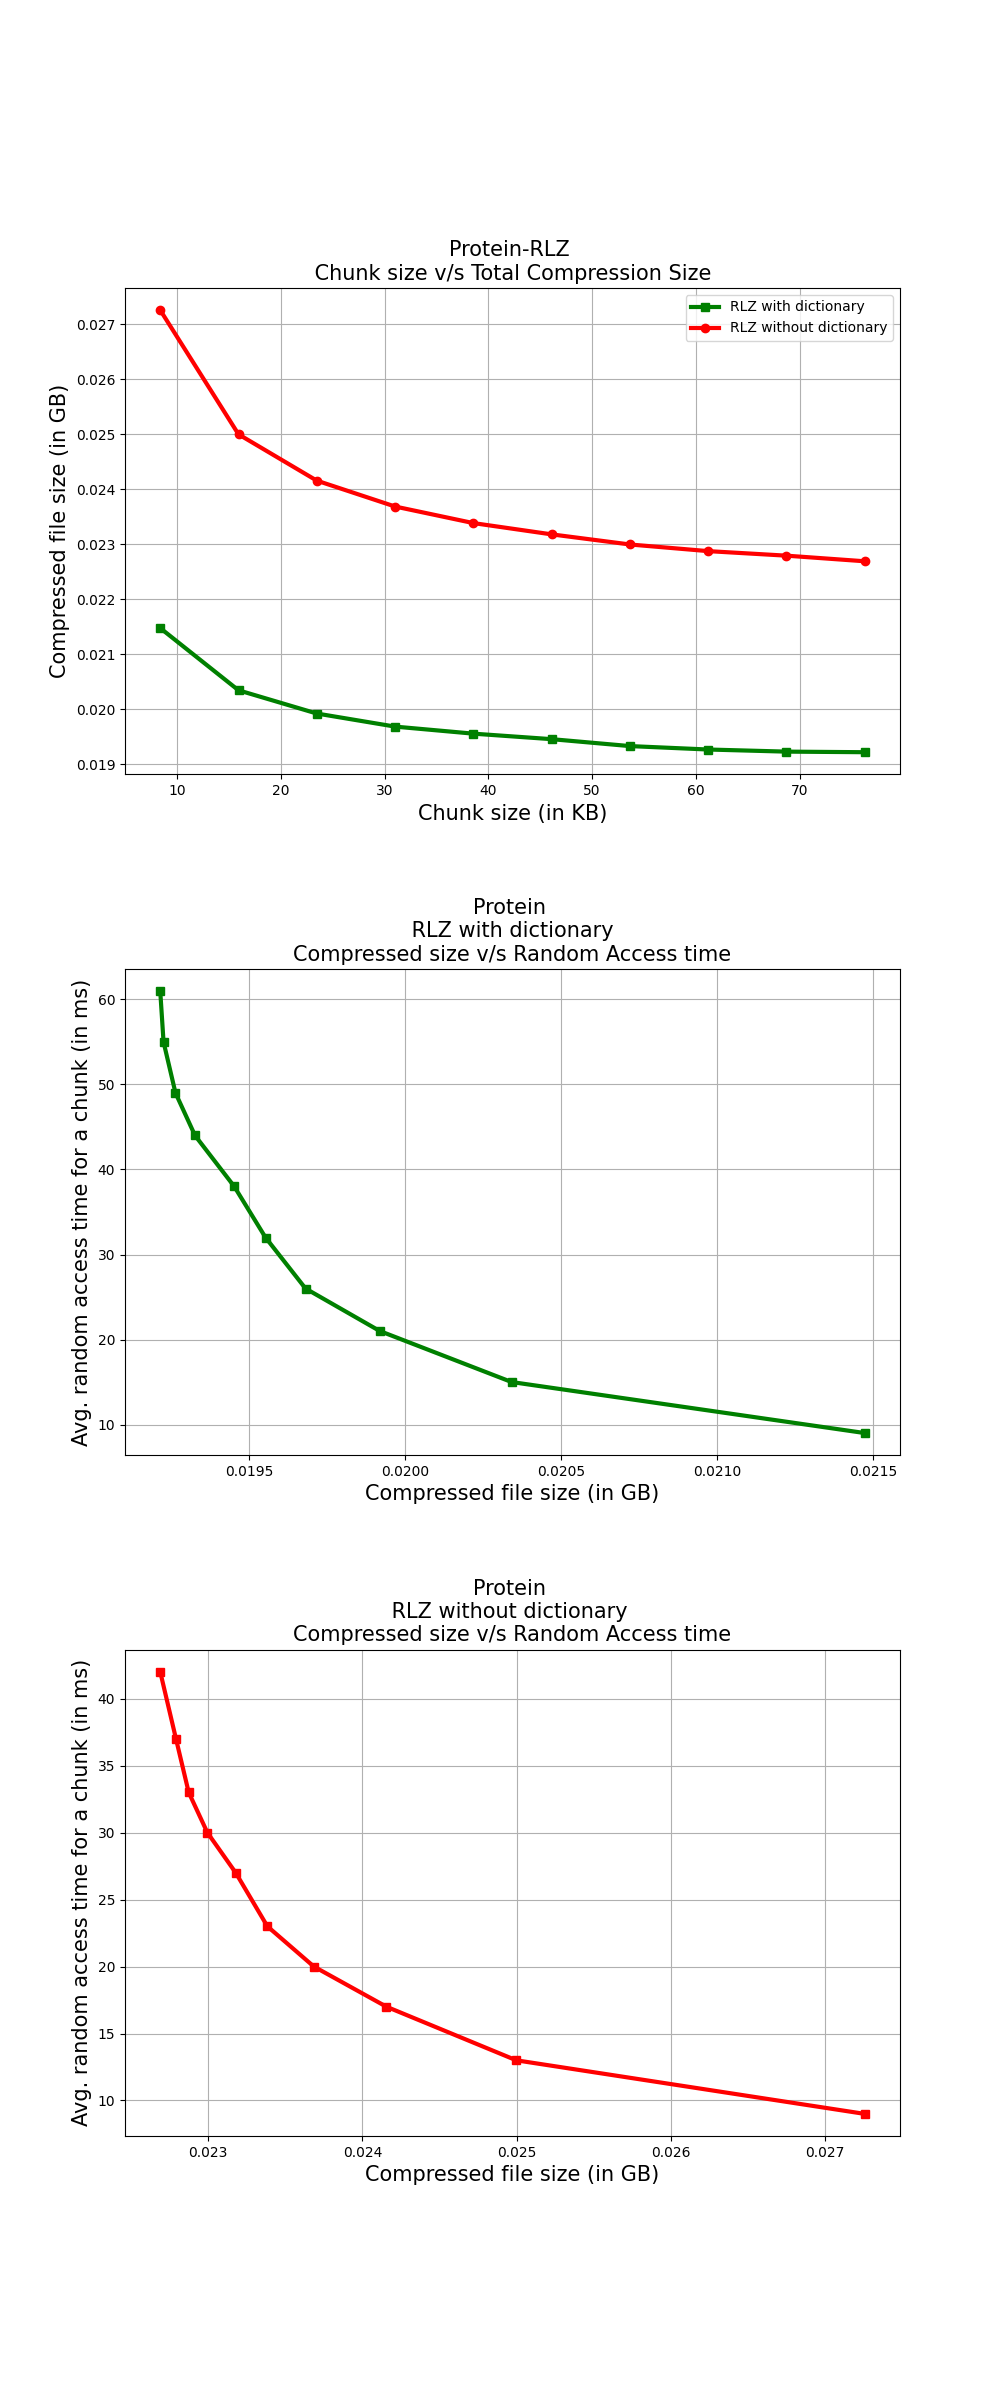 Protein-RLZ
Chunk size v/s Total Compression Size
RLZ with dictionary
RLZ without dictionary
Compressed file size (in GB)
0.027
0.026
0.025
0.024
0.023
0.022
0.021
0.020
0.019
10 20 30 40 50 60 70
Chunk size (in KB)
Protein
RLZ with dictionary
Compressed size v/s Random Access time
Avg. random access time for a chunk (in ms)
60
50
40
30
20
10
0.0195 0.0200 0.0205 0.0210 0.0215
Compressed file size (in GB)
Protein
RLZ without dictionary
Compressed size v/s Random Access time
Avg. random access time for a chunk (in ms)
40
35
30
25
20
15
10
0.023 0.024 0.025 0.026 0.027
Compressed file size (in GB)